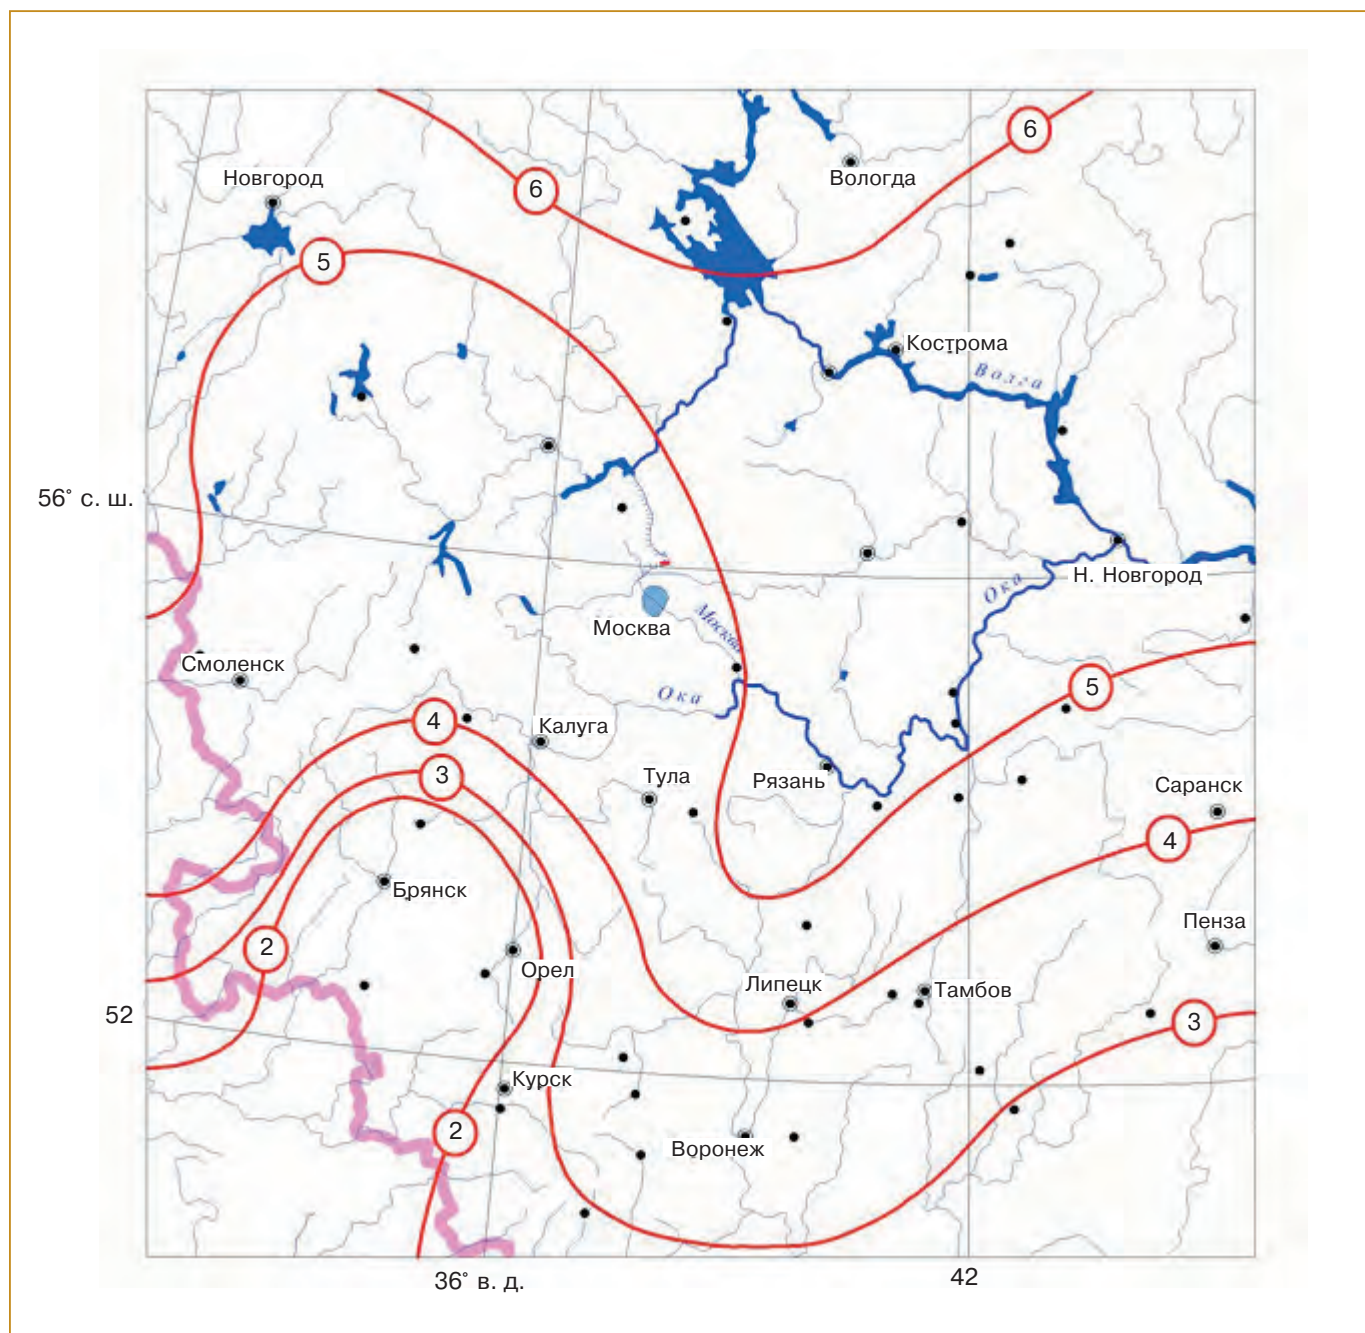 6
6
Вологда
Новгород
5
Кострома
Волга
56° с. ш.
Ока
Н. Новгород
Москва
Москва
Смоленск
5
Ока
4
Калуга
3
Тула
Рязань
Саранск
4
Брянск
Пенза
2
Орел
Липецк
Тамбов
52
3
Курск
2
Воронеж
36° в. д.
42